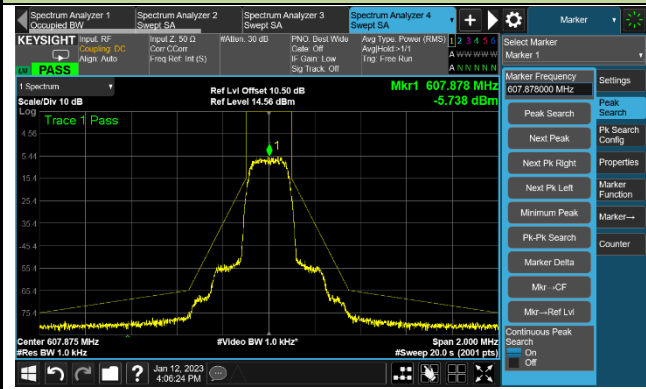 Spectrum Analyzer 1
Occupied BW
Spectrum Analyzer 2
Swept SA
Spectrum Analyzer 3
Swept SA
Spectrum Analyzer 4
Swept SA
Marker
KEYSIGHT
Input: RF
Coupling: DC
Align: Auto
Input Z: 50 Ω
Corr CCorr
Freq Ref: Int (S)
#Atten: 30 dB
PNO: Best Wide
Gate: Off
IF Gain: Low
Sig Track: Off
Avg Type: Power (RMS)
Avg|Hold:>1/1
Trig: Free Run
1 2 3 4 5 6
A W W W W W
A N N N N N
LW PASS
Select Marker
Marker 1
1 Spectrum
Scale/Div 10 dB
Ref Lvl Offset 10.50 dB
Ref Level 14.56 dBm
Mkr1 607.878 MHz
-5.738 dBm
Log
Trace 1 Pass
1
4.56
-5.44
-15.4
-25.4
-35.4
-45.4
-55.4
-65.4
-75.4
Center 607.875 MHz
#Res BW 1.0 kHz
#Video BW 1.0 kHz*
Span 2.000 MHz
#Sweep 20.0 s (2001 pts)
Marker Frequency
607.878000 MHz
Peak Search
Next Peak
Next Pk Right
Next Pk Left
Minimum Peak
Pk-Pk Search
Marker Delta
Mkr→CF
Mkr→Ref Lvl
Continuous Peak
Search
On
Off
Settings
Peak
Search
Pk Search
Config
Properties
Marker
Function
Marker→
Counter
Jan 12, 2023
4:06:24 PM